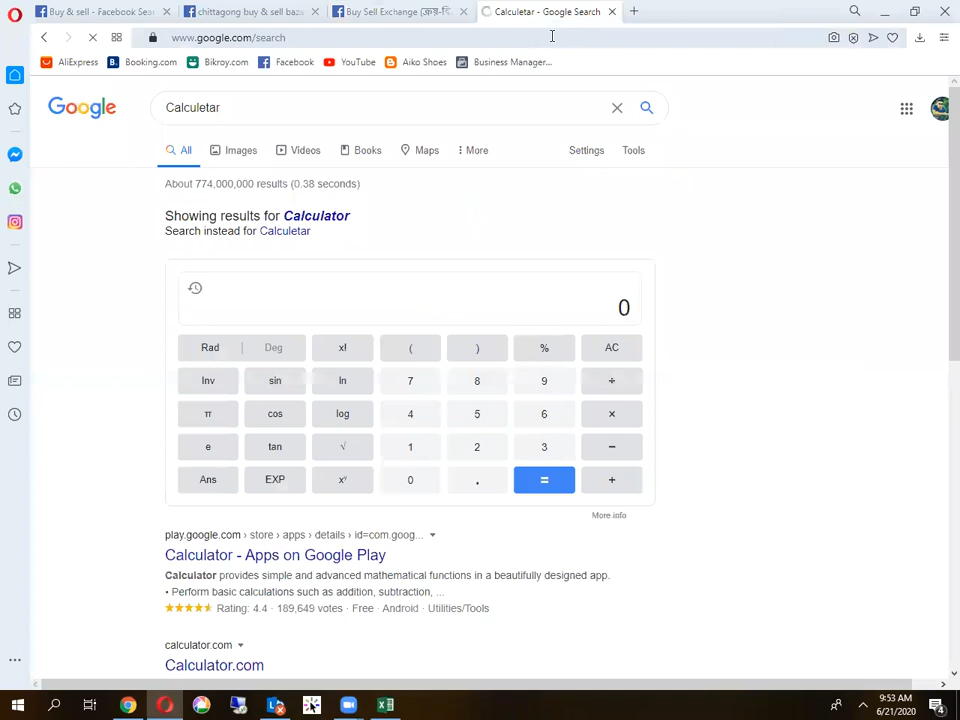 Buy & sell - Facebook Sea
chittagong buy & sell baza
Buy Sell Exchange
Calculetar - Google Search
www.google.com/search
AliExpress
Booking.com
Bikroy.com
Facebook
YouTube
Aiko Shoes
Business Manager...
Google
Calculetar
All
Images
Videos
Books
Maps
More
Settings
Tools
About 774,000,000 results (0.38 seconds)
Showing results for Calculator
Search instead for Calculetar
0
Rad | Deg x! ( ) % AC
Inv sin ln 7 8 9 ÷
π cos log 4 5 6 ×
e tan √ 1 2 3 −
Ans EXP xʸ 0 . = +
More info
play.google.com › store › apps › details › id=com.goog...
Calculator - Apps on Google Play
Calculator provides simple and advanced mathematical functions in a beautifully designed app.
• Perform basic calculations such as addition, subtraction, ...
Rating: 4.4 · 189,649 votes · Free · Android · Utilities/Tools
calculator.com
Calculator.com
9:53 AM
6/21/2020
4